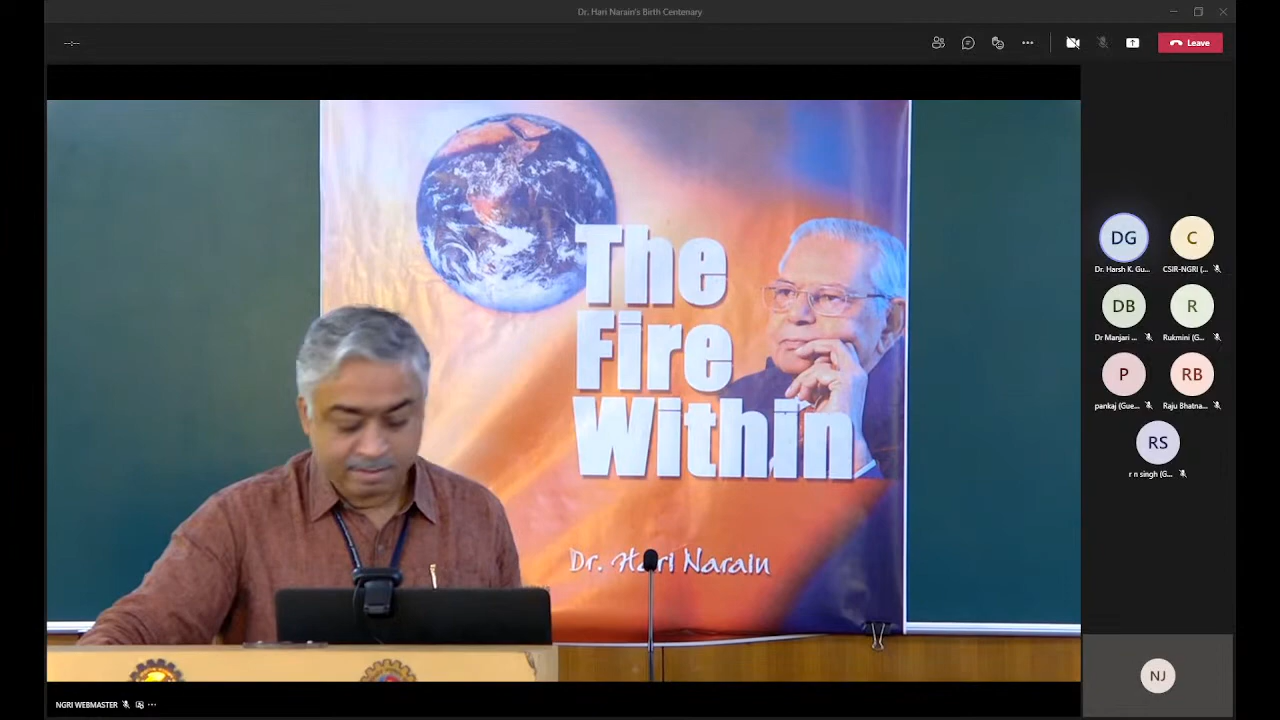 Dr. Hari Narain's Birth Centenary
Leave
The
Fire
Within
Dr. Hari Narain
DG
C
Dr. Harsh K. Gu...
CSIR-NGRI (...
DB
R
Dr Manjari ...
Rukmini (G...
P
RB
pankaj (Gue...
Raju Bhatna...
RS
r n singh (G...
NJ
NGRI WEBMASTER